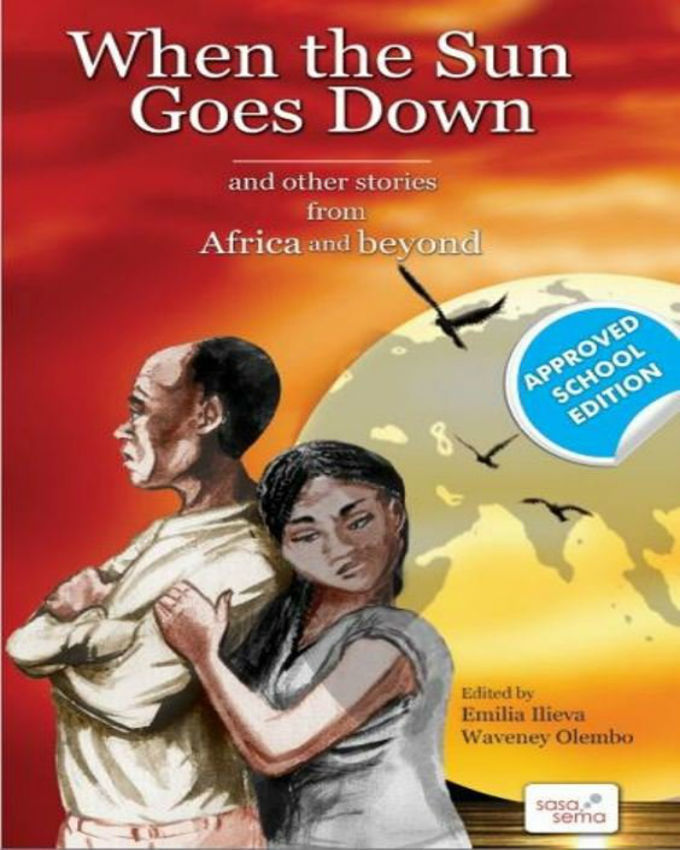 When the Sun
Goes Down
and other stories
from
Africa and beyond
APPROVED
SCHOOL
EDITION
Edited by
Emilia Ilieva
Waveney Olembo
sasa
sema